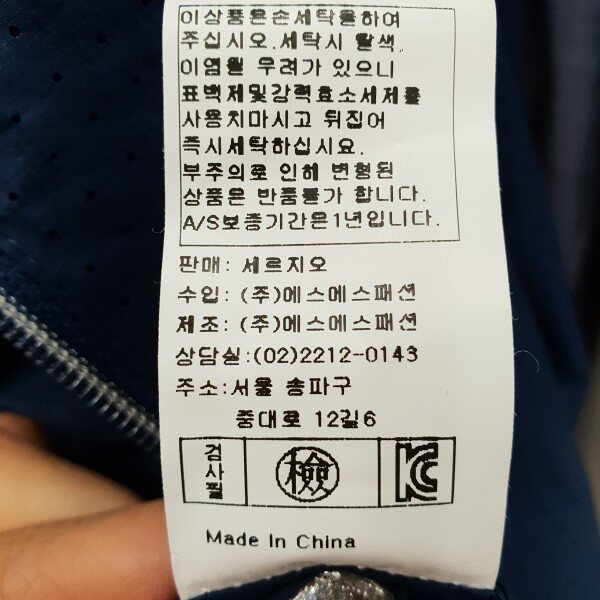 이상품은손세탁을하여
주십시오.세탁시 탈색.
이염될 우려가 있으니
표백제및강력효소세제를
사용치마시고 뒤집어
즉시세탁하십시요.
부주의로 인해 변형된
상품은 반품불가 합니다.
A/S보증기간은1년입니다.
판매: 세르지오
수입: (주)에스에스패션
제조: (주)에스에스패션
상담실:(02)2212-0143
주소:서울 송파구
중대로 12길6
검사필 檢 KC
Made In China